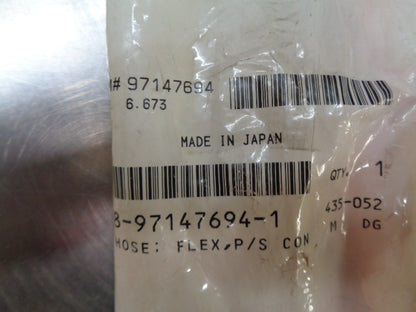 # 97147694
6.673
MADE IN JAPAN
QTY. 1
8-97147694-1
435-052
HOSE: FLEX,P/S CON
M DG